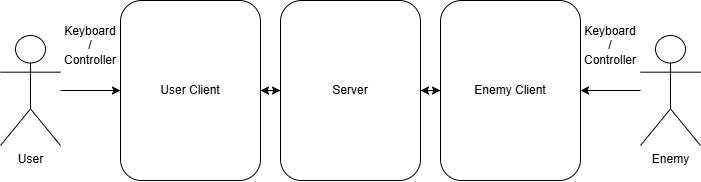 Keyboard
/
Controller
User
User Client
Server
Enemy Client
Keyboard
/
Controller
Enemy